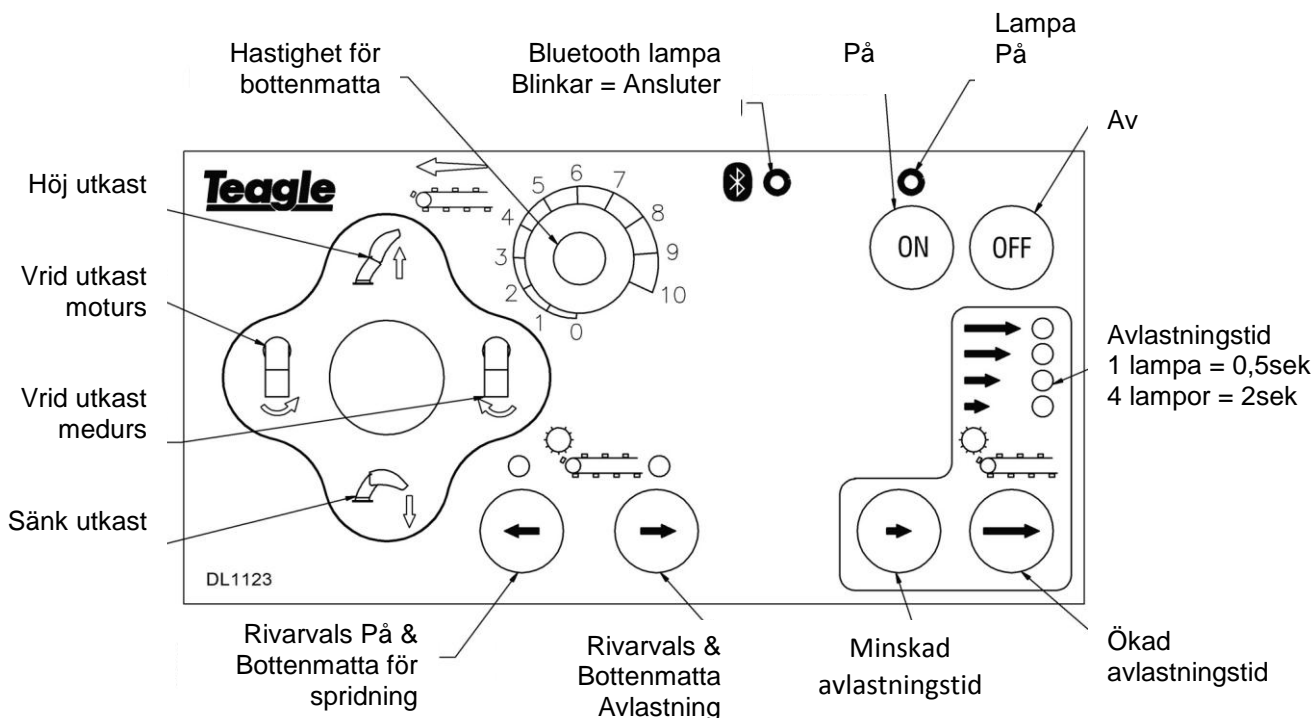 Hastighet för
bottenmatta
Bluetooth lampa
Blinkar = Ansluter
På
Lampa
På
Av
Höj utkast
Vrid utkast
moturs
Vrid utkast
medurs
Sänk utkast
Teagle
0
1
2
3
4
5
6
7
8
9
10
ON
OFF
Avlastningstid
1 lampa = 0,5sek
4 lampor = 2sek
DL1123
Rivarvals På &
Bottenmatta för
spridning
Rivarvals &
Bottenmatta
Avlastning
Minskad
avlastningstid
Ökad
avlastningstid